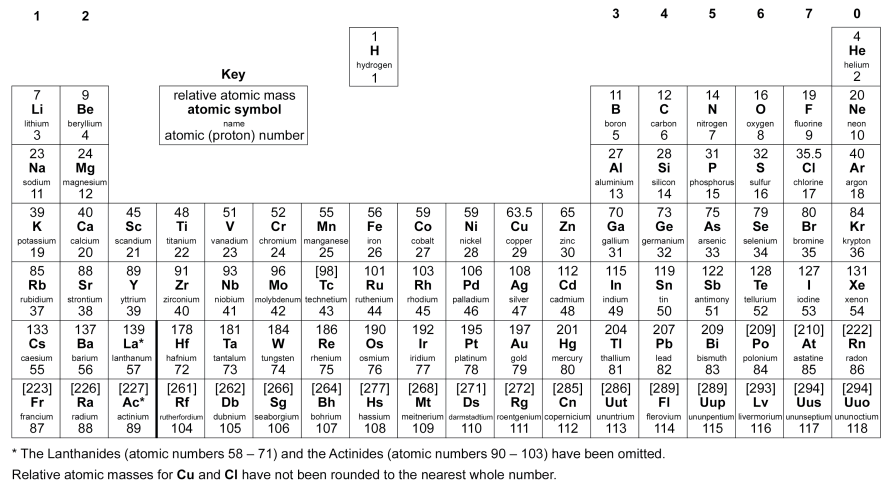 1 2 3 4 5 6 7 0
1 4
H He
hydrogen helium
1 2
Key
relative atomic mass
atomic symbol
name
atomic (proton) number
7 9 11 12 14 16 19 20
Li Be B C N O F Ne
lithium beryllium boron carbon nitrogen oxygen fluorine neon
3 4 5 6 7 8 9 10
23 24 27 28 31 32 35.5 40
Na Mg Al Si P S Cl Ar
sodium magnesium aluminium silicon phosphorus sulfur chlorine argon
11 12 13 14 15 16 17 18
39 40 45 48 51 52 55 56 59 59 63.5 65 70 73 75 79 80 84
K Ca Sc Ti V Cr Mn Fe Co Ni Cu Zn Ga Ge As Se Br Kr
potassium calcium scandium titanium vanadium chromium manganese iron cobalt nickel copper zinc gallium germanium arsenic selenium bromine krypton
19 20 21 22 23 24 25 26 27 28 29 30 31 32 33 34 35 36
85 88 89 91 93 96 [98] 101 103 106 108 112 115 119 122 128 127 131
Rb Sr Y Zr Nb Mo Tc Ru Rh Pd Ag Cd In Sn Sb Te I Xe
rubidium strontium yttrium zirconium niobium molybdenum technetium ruthenium rhodium palladium silver cadmium indium tin antimony tellurium iodine xenon
37 38 39 40 41 42 43 44 45 46 47 48 49 50 51 52 53 54
133 137 139 178 181 184 186 190 192 195 197 201 204 207 209 [209] [210] [222]
Cs Ba La* Hf Ta W Re Os Ir Pt Au Hg Tl Pb Bi Po At Rn
caesium barium lanthanum hafnium tantalum tungsten rhenium osmium iridium platinum gold mercury thallium lead bismuth polonium astatine radon
55 56 57 72 73 74 75 76 77 78 79 80 81 82 83 84 85 86
[223] [226] [227] [261] [262] [266] [264] [277] [268] [271] [272] [285] [286] [289] [289] [293] [294] [294]
Fr Ra Ac* Rf Db Sg Bh Hs Mt Ds Rg Cn Uut Fl Uup Lv Uus Uuo
francium radium actinium rutherfordium dubnium seaborgium bohrium hassium meitnerium darmstadtium roentgenium copernicium ununtrium flerovium ununpentium livermorium ununseptium ununoctium
87 88 89 104 105 106 107 108 109 110 111 112 113 114 115 116 117 118
* The Lanthanides (atomic numbers 58 – 71) and the Actinides (atomic numbers 90 – 103) have been omitted.
Relative atomic masses for Cu and Cl have not been rounded to the nearest whole number.